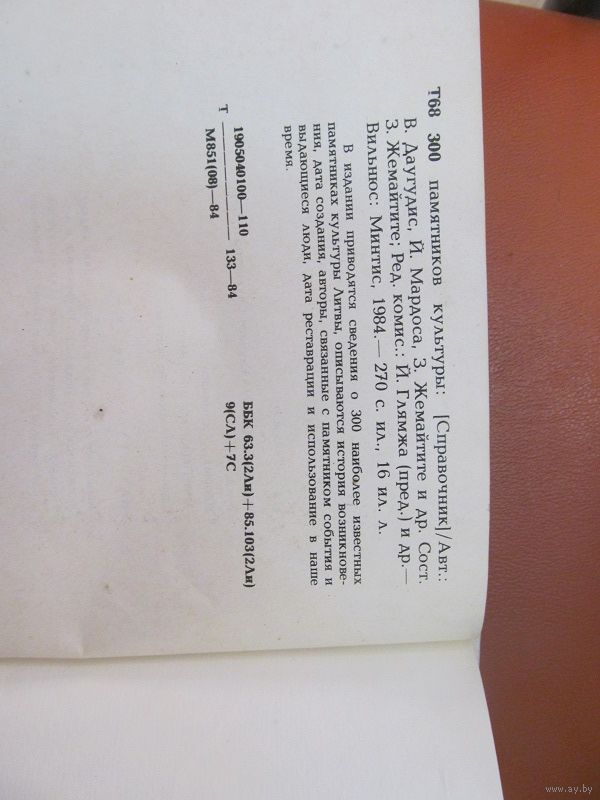 Т68 300 памятников культуры: [Справочник]/Авт.:
В. Даугудис, Й. Мардоса, З. Жемайтите и др. Сост.
З. Жемайтите; Ред. комис.: Й. Глямжа (пред.) и др.—
Вильнюс: Минтис, 1984.— 270 с. ил., 16 ил. л.
В издании приводятся сведения о 300 наиболее известных
памятниках культуры Литвы, описываются история возникнове-
ния, дата создания, авторы, связанные с памятником события и
выдающиеся люди, дата реставрации и использование в наше
время.
Т 1905040100—110
М851(08)—84
133—84
ББК 63.3(2Ли)+85.103(2Ли)
9(СЛ)+7С
www.ay.by